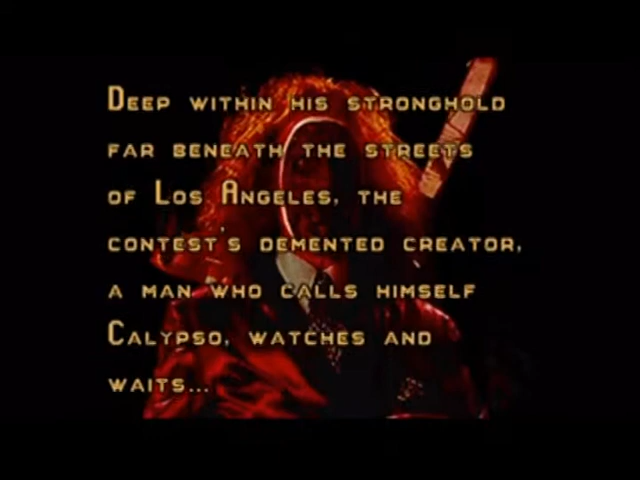 Deep within his stronghold
far beneath the streets
of Los Angeles, the
contest's demented creator,
a man who calls himself
Calypso, watches and
waits...